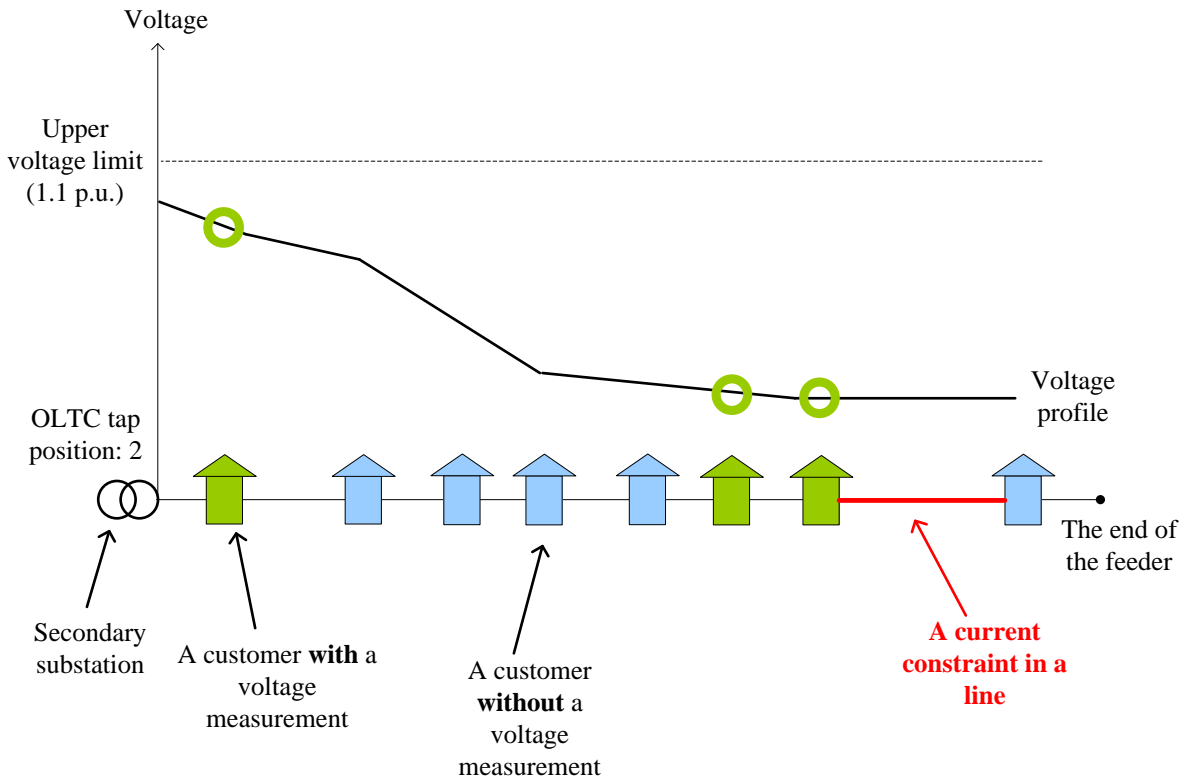 Voltage
Upper
voltage limit
(1.1 p.u.)
Voltage
profile
OLTC tap
position: 2
The end of
the feeder
Secondary
substation
A customer with a
voltage
measurement
A customer
without a
voltage
measurement
A current
constraint in a
line